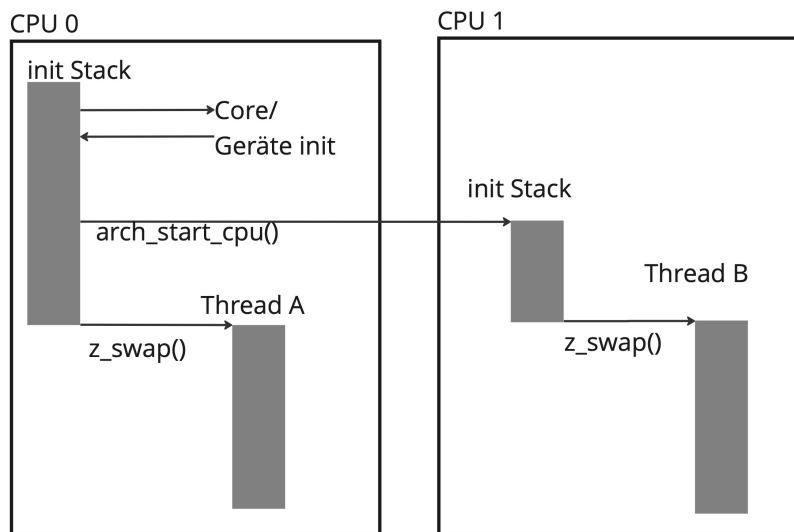 CPU 0
init Stack
Core/
Geräte init
arch_start_cpu()
Thread A
z_swap()
CPU 1
init Stack
Thread B
z_swap()